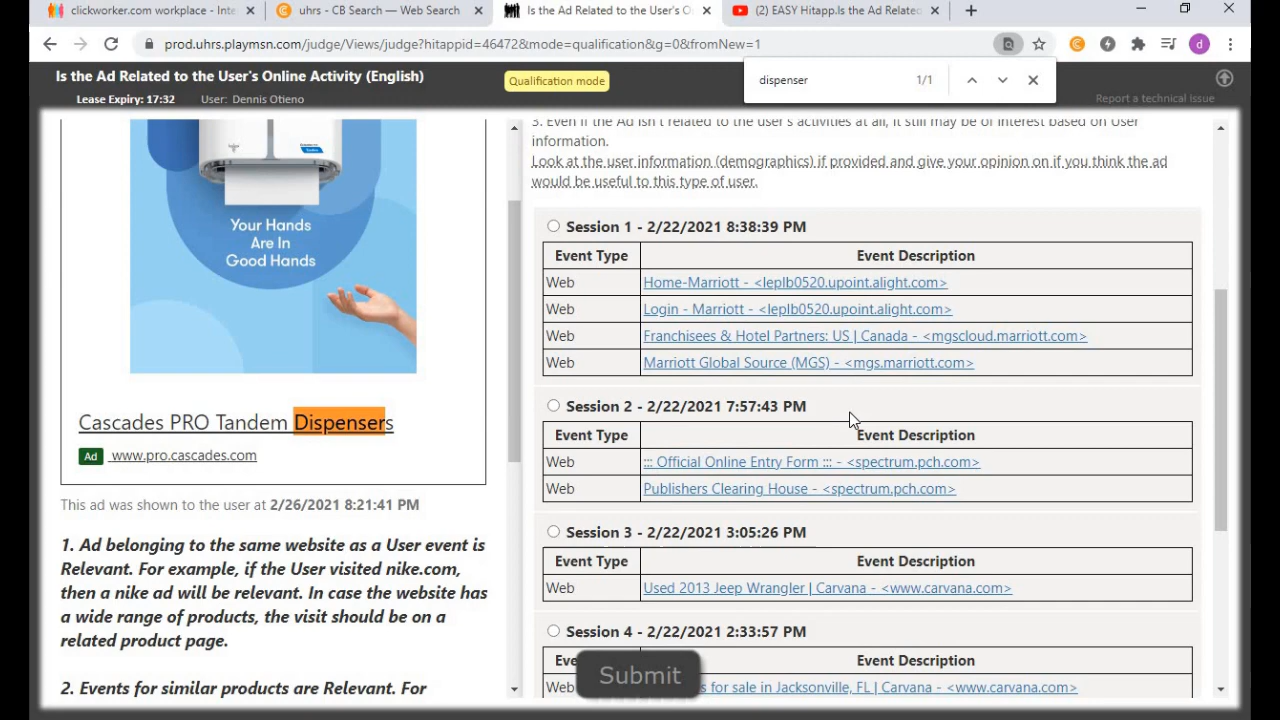 clickworker.com workplace - Inte
uhrs - CB Search — Web Search
Is the Ad Related to the User's O
(2) EASY Hitapp.Is the Ad Relate
prod.uhrs.playmsn.com/judge/Views/judge?hitappid=46472&mode=qualification&g=0&fromNew=1
d
Is the Ad Related to the User's Online Activity (English)
Qualification mode
dispenser
1/1
Lease Expiry: 17:32
User: Dennis Otieno
Report a technical issue
Your Hands
Are In
Good Hands
Cascades PRO Tandem Dispensers
Ad www.pro.cascades.com
This ad was shown to the user at 2/26/2021 8:21:41 PM
1. Ad belonging to the same website as a User event is
Relevant. For example, if the User visited nike.com,
then a nike ad will be relevant. In case the website has
a wide range of products, the visit should be on a
related product page.
2. Events for similar products are Relevant. For
3. Even if the Ad isn't related to the user's activities at all, it still may be of interest based on User
information.
Look at the user information (demographics) if provided and give your opinion on if you think the ad
would be useful to this type of user.
Session 1 - 2/22/2021 8:38:39 PM
Event Type Event Description
Web Home-Marriott - <leplb0520.upoint.alight.com>
Web Login - Marriott - <leplb0520.upoint.alight.com>
Web Franchisees & Hotel Partners: US | Canada - <mgscloud.marriott.com>
Web Marriott Global Source (MGS) - <mgs.marriott.com>
Session 2 - 2/22/2021 7:57:43 PM
Event Type Event Description
Web ::: Official Online Entry Form ::: - <spectrum.pch.com>
Web Publishers Clearing House - <spectrum.pch.com>
Session 3 - 2/22/2021 3:05:26 PM
Event Type Event Description
Web Used 2013 Jeep Wrangler | Carvana - <www.carvana.com>
Session 4 - 2/22/2021 2:33:57 PM
Eve Event Description
Web s for sale in Jacksonville, FL | Carvana - <www.carvana.com>
Submit